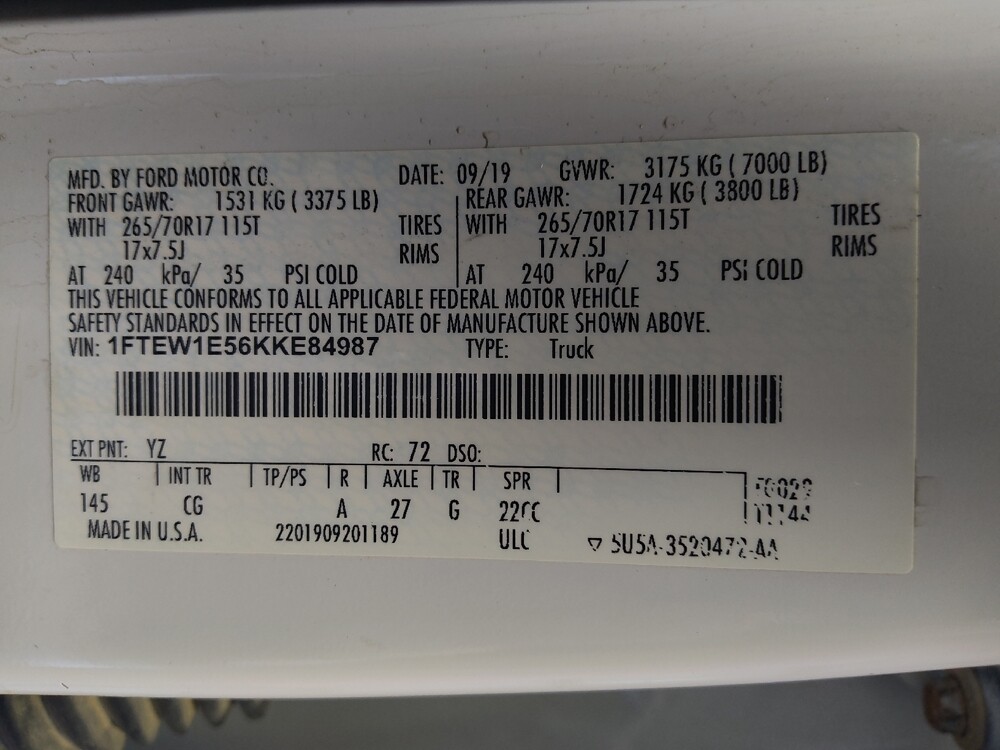 MFD. BY FORD MOTOR CO. DATE: 09/19 GVWR: 3175 KG ( 7000 LB)
FRONT GAWR: 1531 KG ( 3375 LB) REAR GAWR: 1724 KG ( 3800 LB)
WITH 265/70R17 115T TIRES WITH 265/70R17 115T TIRES
17x7.5J RIMS 17x7.5J RIMS
AT 240 kPa/ 35 PSI COLD AT 240 kPa/ 35 PSI COLD
THIS VEHICLE CONFORMS TO ALL APPLICABLE FEDERAL MOTOR VEHICLE
SAFETY STANDARDS IN EFFECT ON THE DATE OF MANUFACTURE SHOWN ABOVE.
VIN: 1FTEW1E56KKE84987 TYPE: Truck
EXT PNT: YZ RC: 72 DSO:
WB INT TR TP/PS R AXLE TR SPR
145 CG A 27 G
MADE IN U.S.A. 2201909201189 ▽ 5U5A-3520472-AA